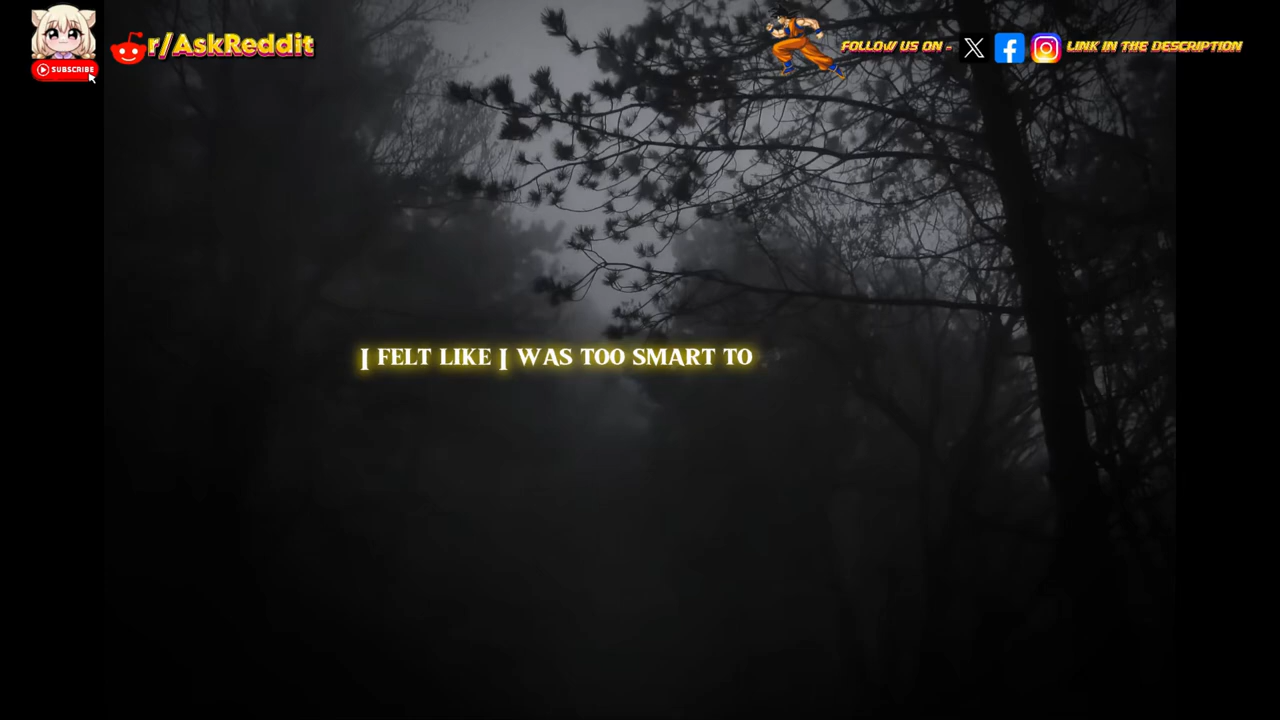 SUBSCRIBE
r/AskReddit
FOLLOW US ON -
LINK IN THE DESCRIPTION
I FELT LIKE I WAS TOO SMART TO